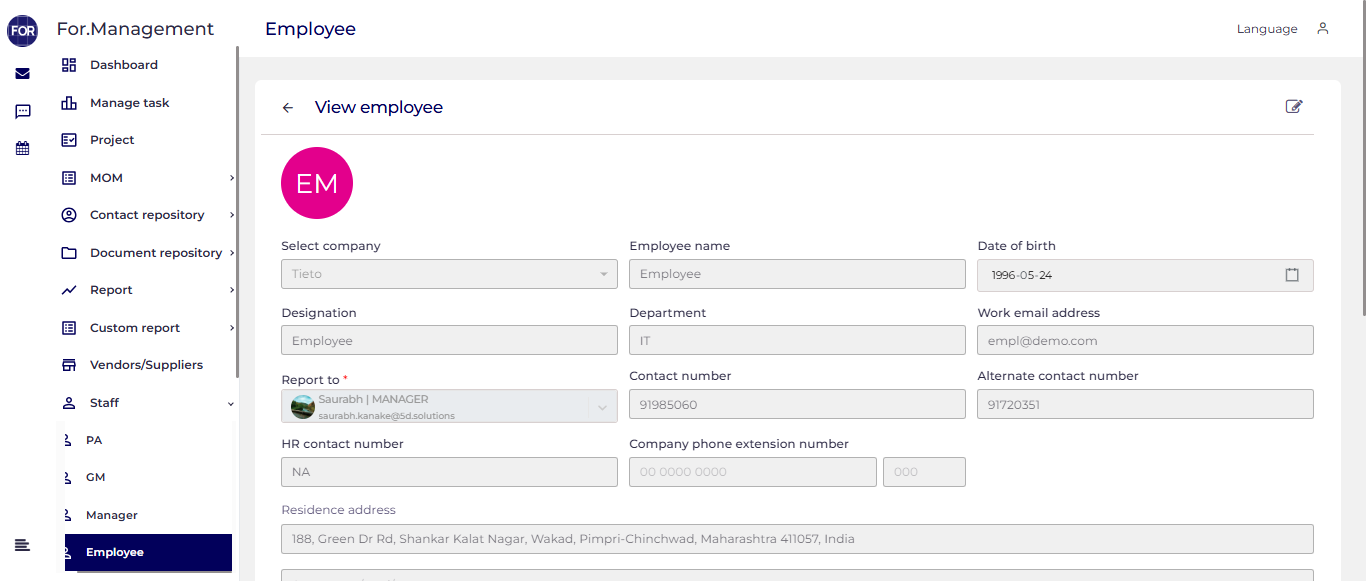 FOR
For.Management
Employee
Language
Dashboard
Manage task
Project
MOM
Contact repository
Document repository
Report
Custom report
Vendors/Suppliers
Staff
PA
GM
Manager
Employee
View employee
EM
Select company
Employee name
Date of birth
Tieto
Employee
1996-05-24
Designation
Department
Work email address
Employee
IT
empl@demo.com
Report to *
Contact number
Alternate contact number
Saurabh | MANAGER
saurabh.kanake@5d.solutions
91985060
91720351
HR contact number
Company phone extension number
NA
00 0000 0000
000
Residence address
188, Green Dr Rd, Shankar Kalat Nagar, Wakad, Pimpri-Chinchwad, Maharashtra 411057, India